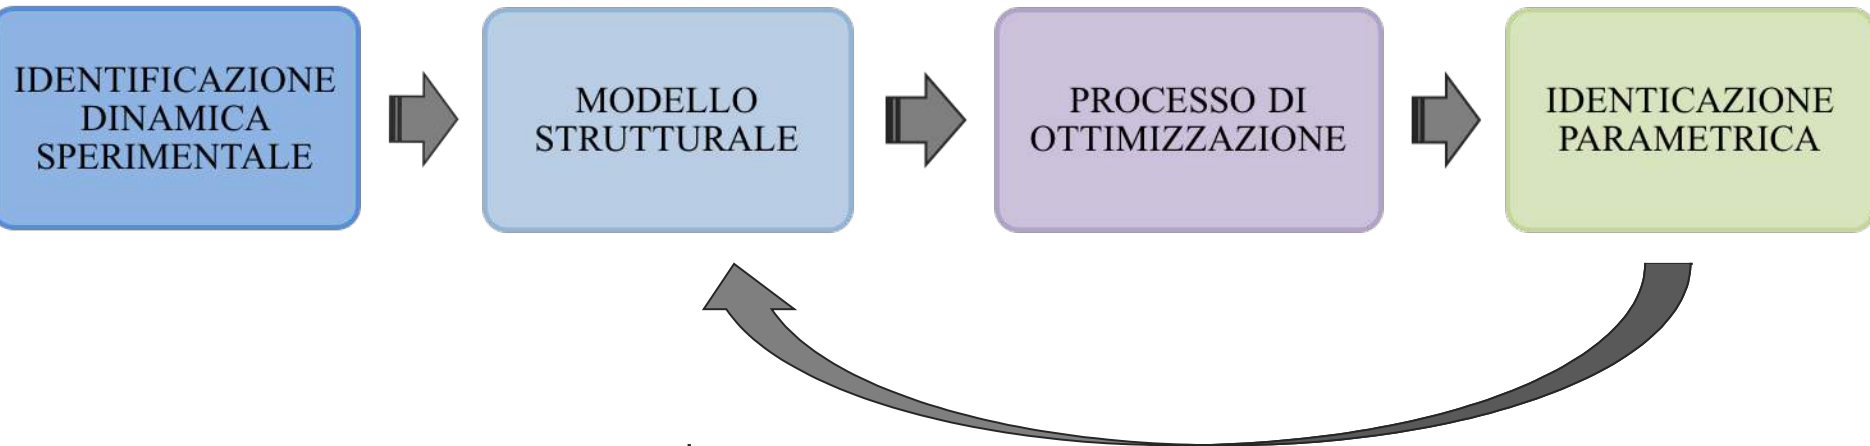 IDENTIFICAZIONE
DINAMICA
SPERIMENTALE
MODELLO
STRUTTURALE
PROCESSO DI
OTTIMIZZAZIONE
IDENTICAZIONE
PARAMETRICA